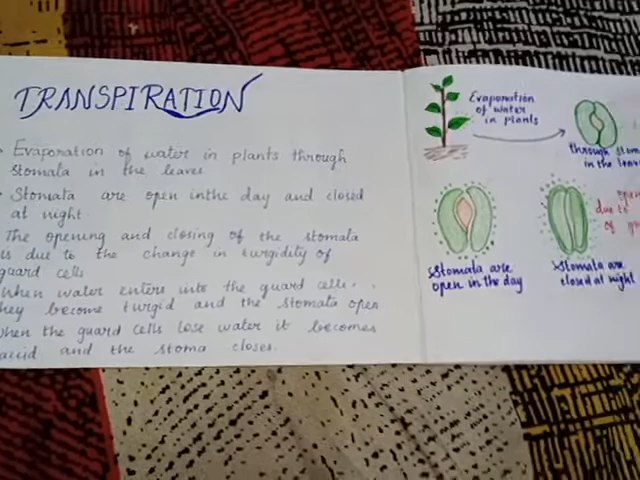 TRANSPIRATION
Evaporation of water in plants through
stomata in the leaves
Stomata are open inthe day and closed
at night
The opening and closing of the stomata
is due to the change in turgidity of
guard cells
When water enters into the guard cells,
they become turgid and the stomata open
when the guard cells lose water it becomes
and the stoma closes.
Evaporation
of water
in plants
through
in the
Stomata are
open in the day
due to
of
Stomata are
closed at night